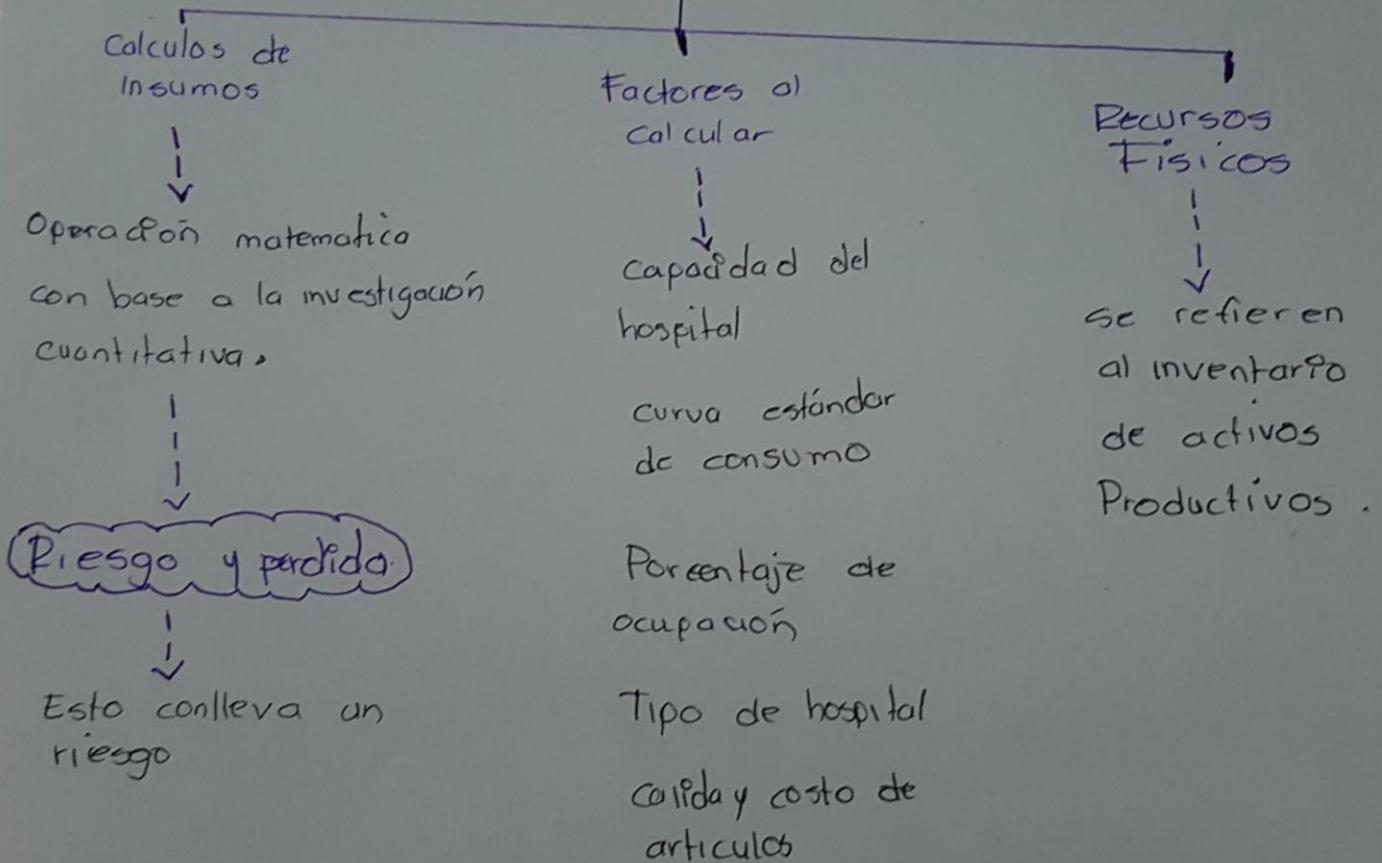 Calculos de
Insumos
Operación matematica
con base a la investigación
cuantitativa.
Riesgo y perdida
Esto conlleva un
riesgo
Factores al
Calcular
capacidad del
hospital
curva estándar
de consumo
Porcentaje de
ocupación
Tipo de hospital
calida y costo de
articulos
Recursos
Fisicos
se refieren
al inventario
de activos
Productivos.